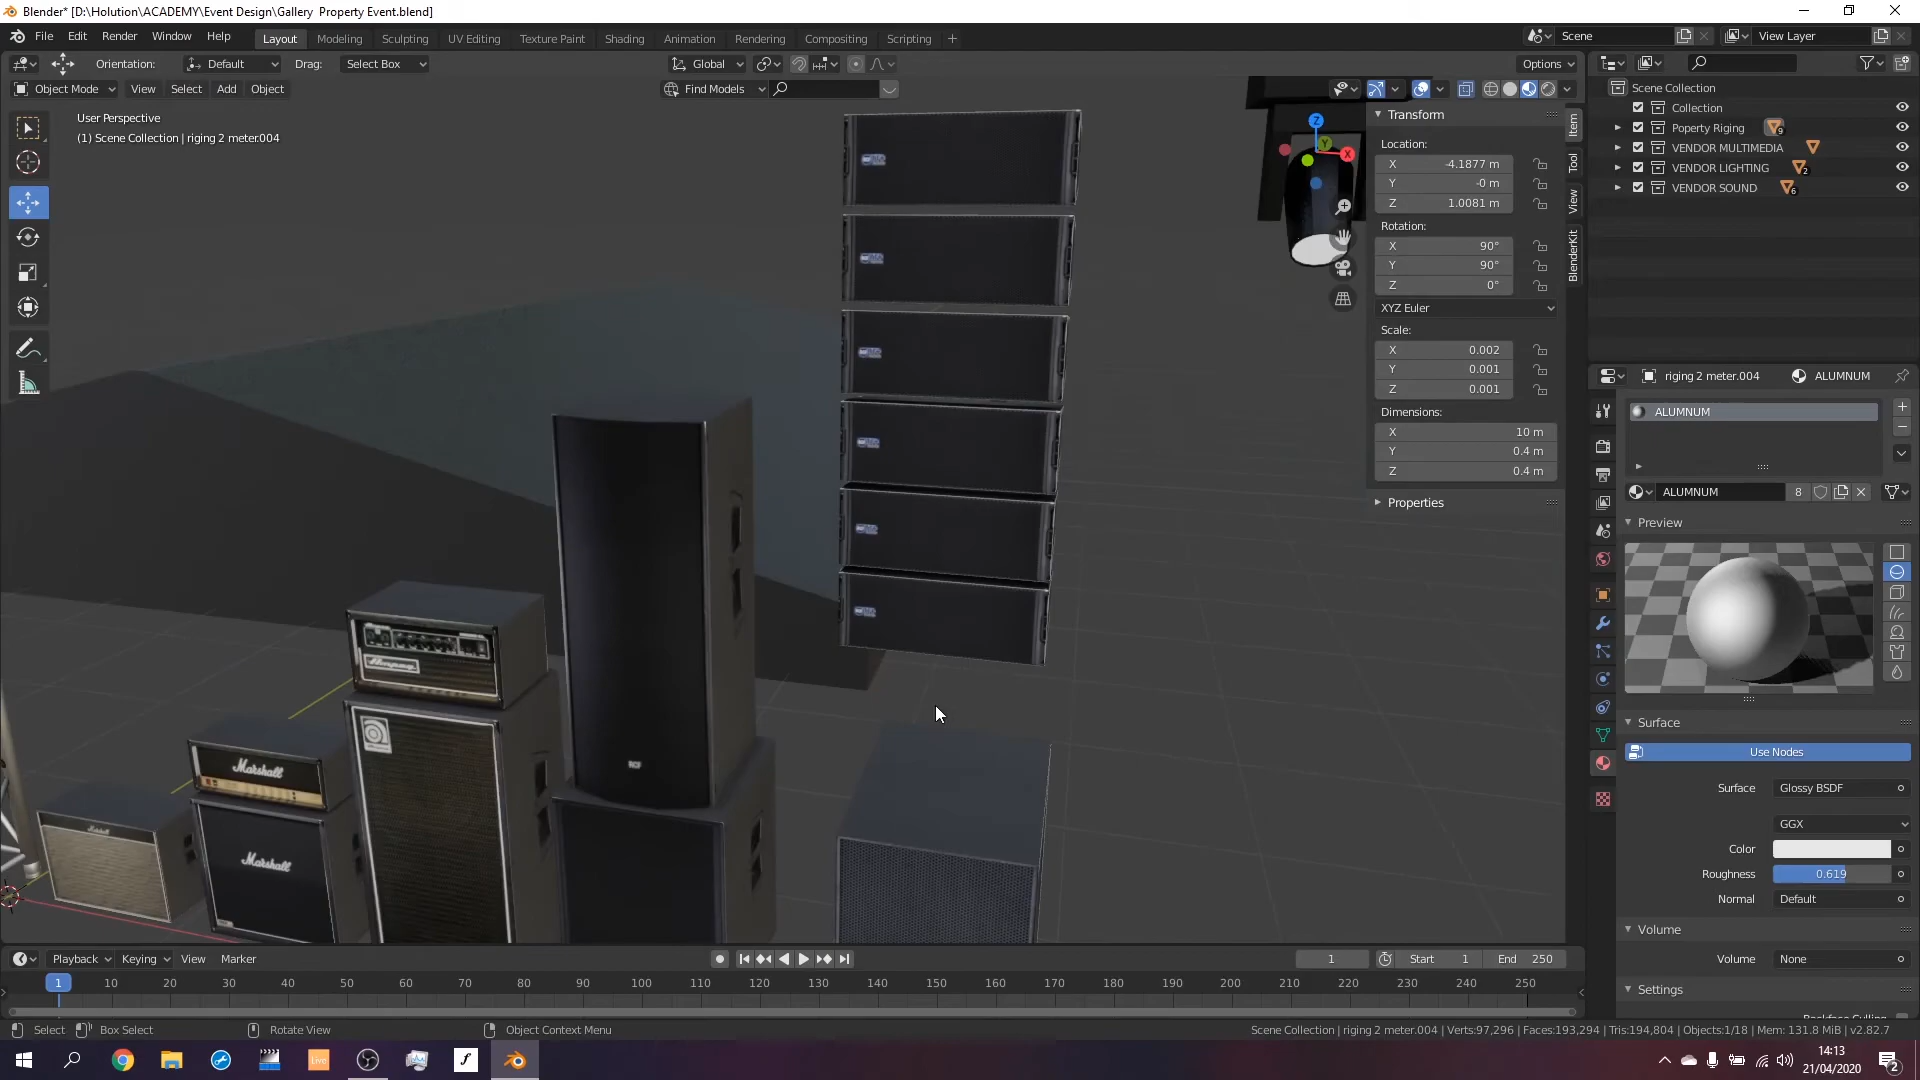 Blender* [D:\Holution\ACADEMY\Event Design\Gallery  Property Event.blend]
File Edit Render Window Help Layout Modeling Sculpting UV Editing Texture Paint Shading Animation Rendering Compositing Scripting + Scene View Layer
Orientation: Default Drag: Select Box Global Options
Object Mode View Select Add Object Find Models
User Perspective
(1) Scene Collection | riging 2 meter.004
Scene Collection
Collection
Poperty Riging 9
VENDOR MULTIMEDIA
VENDOR LIGHTING 2
VENDOR SOUND 6
Z
Y
X
Transform
Location:
X -4.1877 m
Y -0 m
Z 1.0081 m
Rotation:
X 90°
Y 90°
Z 0°
XYZ Euler
Scale:
X 0.002
Y 0.001
Z 0.001
Dimensions:
X 10 m
Y 0.4 m
Z 0.4 m
Properties
Item
Tool
View
BlenderKit
riging 2 meter.004 ALUMNUM
ALUMNUM
ALUMNUM 8
Preview
Surface
Use Nodes
Surface Glossy BSDF
GGX
Color
Roughness 0.619
Normal Default
Volume
Volume None
Settings
Ampeg
Marshall
Marshall
Marshall
RCF
Playback Keying View Marker 1 Start 1 End 250
1 10 20 30 40 50 60 70 80 90 100 110 120 130 140 150 160 170 180 190 200 210 220 230 240 250
Select Box Select Rotate View Object Context Menu Scene Collection | riging 2 meter.004 | Verts:97,296 | Faces:193,294 | Tris:194,804 | Objects:1/18 | Mem: 131.8 MiB | v2.82.7
Live
f
14:13
21/04/2020
2